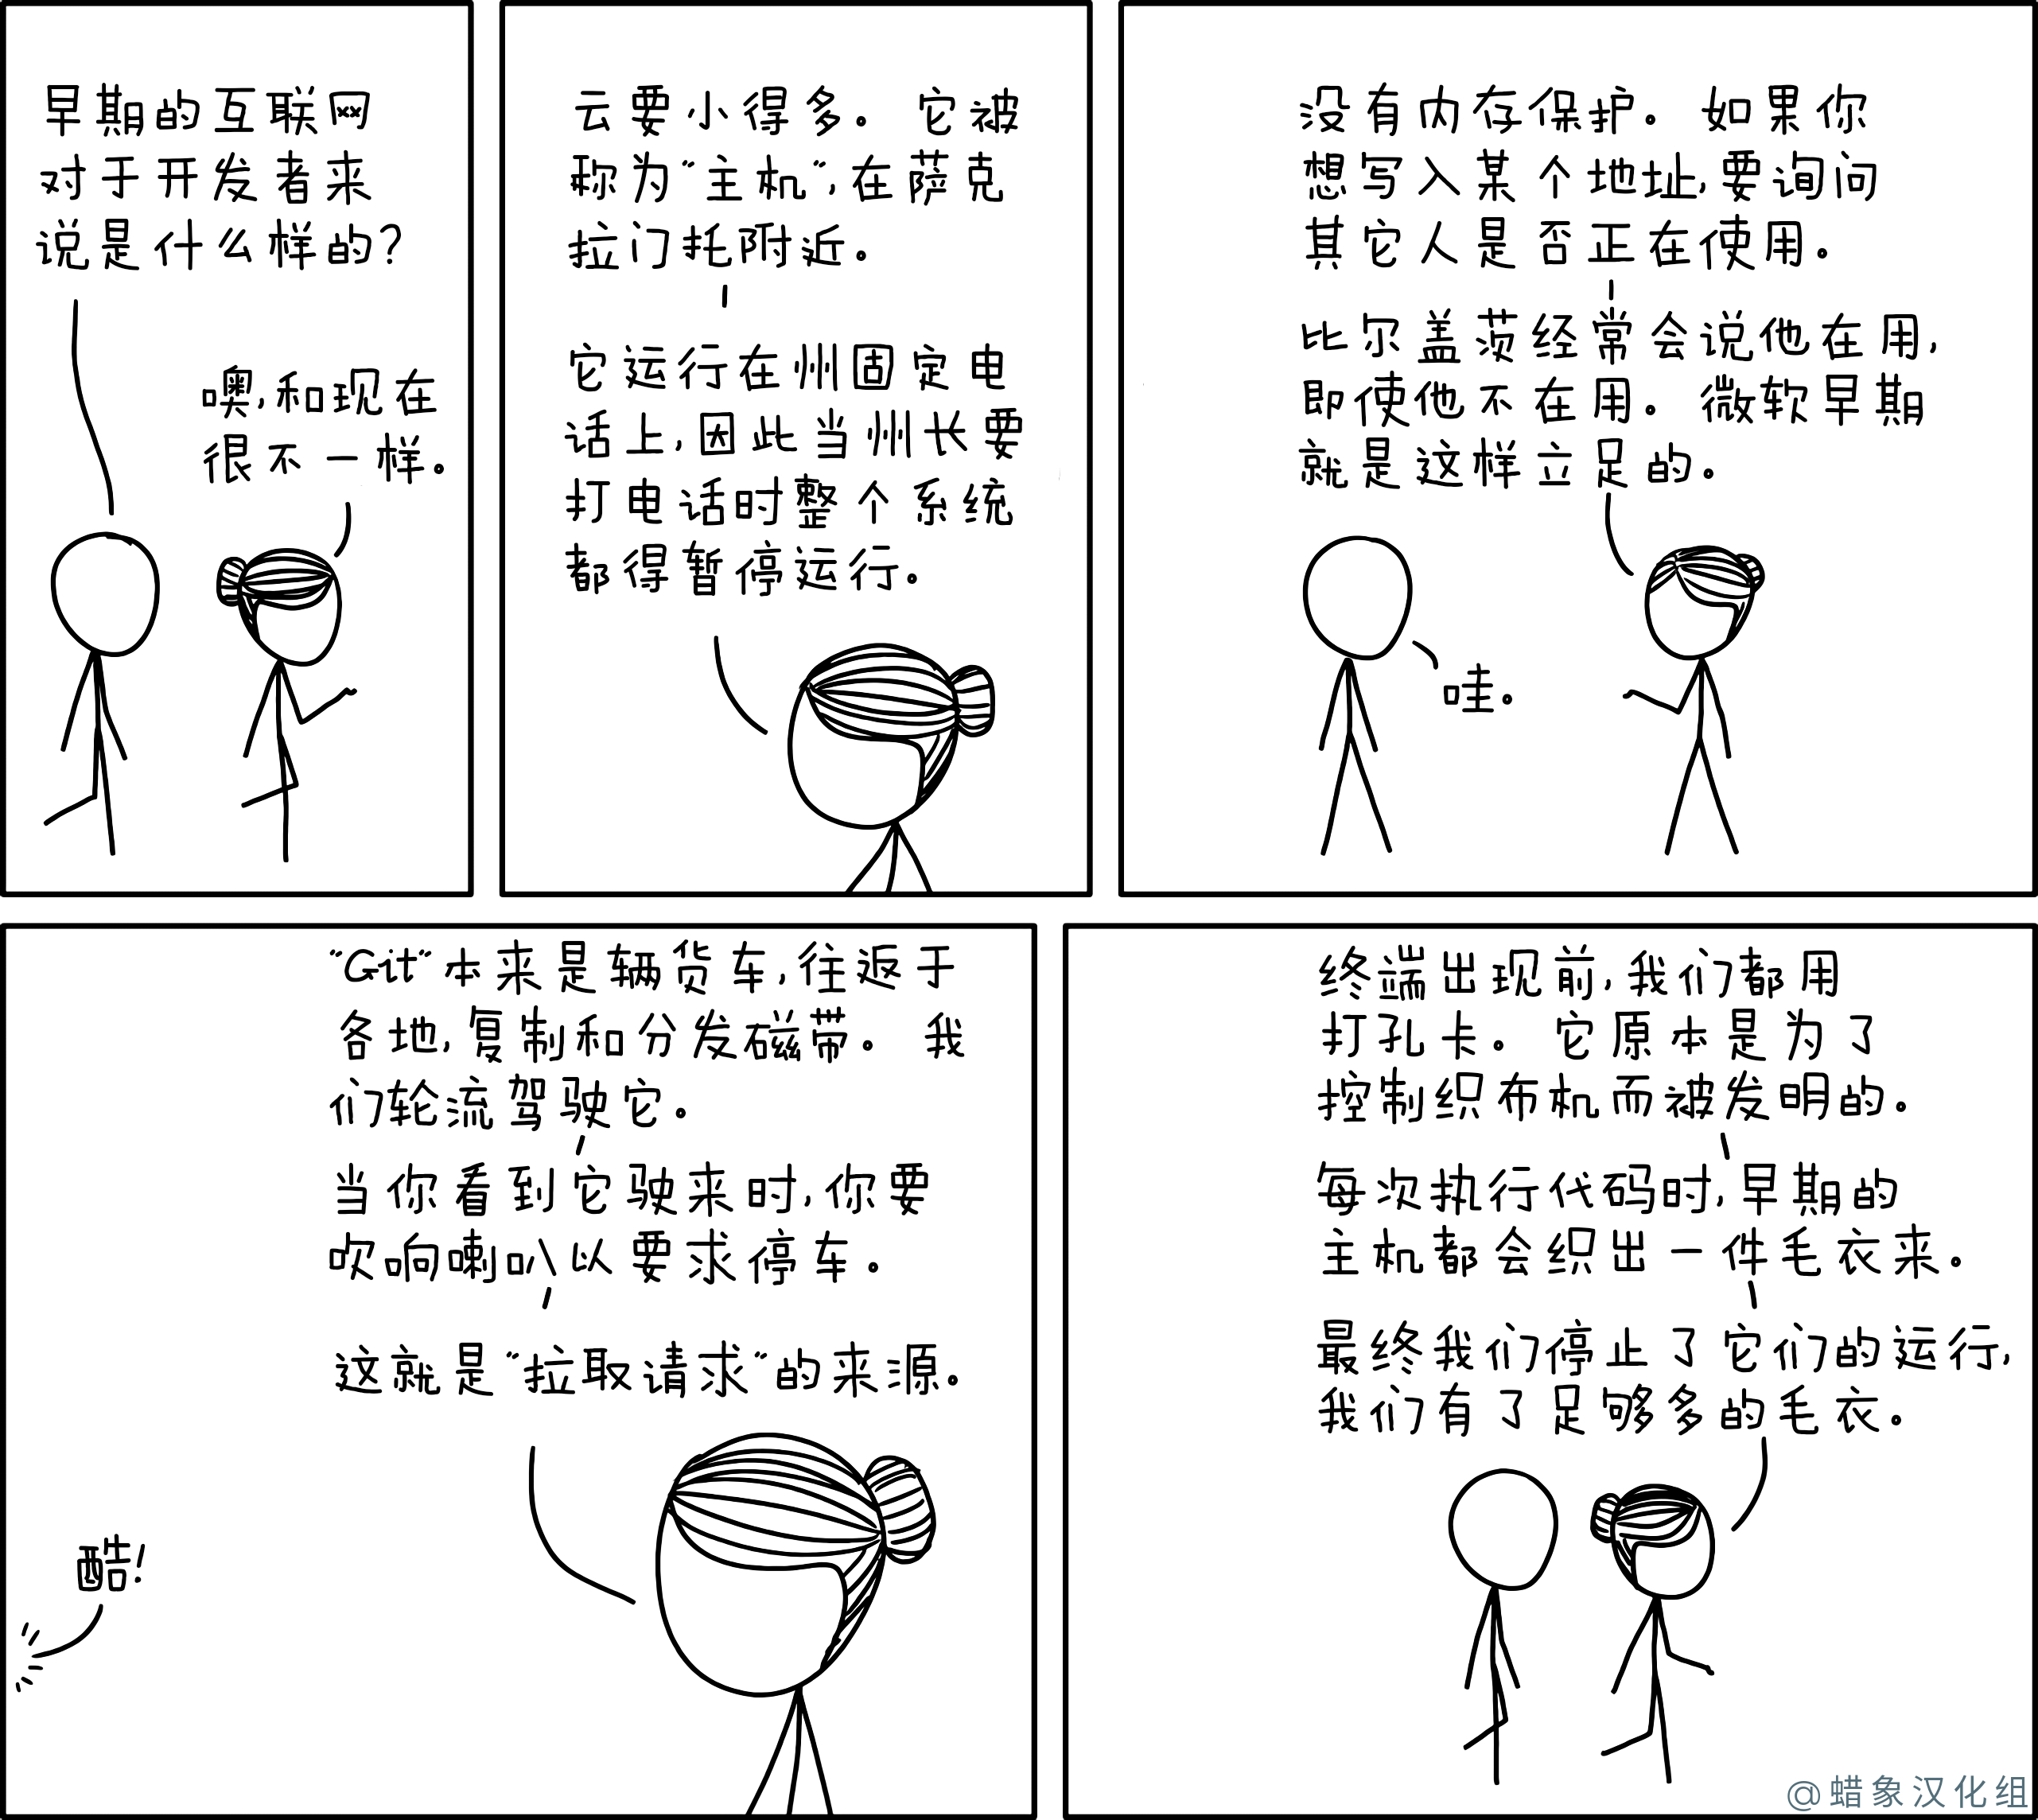 早期的互联网
对于开发者来
说是什么样的?
噢,和现在
很不一样。
云要小得多。它被
称为"主机",在萨克
拉门托附近。
它运行在州固定电
话上,因此当州长要
打电话时整个系统
都得暂停运行。
没有内存保护。如果你
想写入某个地址,要询问
其它人是否正在使用。
比尔盖茨经常会说他在用,
即使他不在用。微软早期
就是这样立足的。
哇。
"Git"本来是辆货车,往返于
各地,复制和分发磁带。我
们轮流驾驶它。
当你看到它驶来时,你要
吹响喇叭以要求停车。
这就是"拉取请求"的来源。
酷!
终端出现前,我们都用
打孔卡。它原本是为了
控制织布机而被发明的。
每次执行代码时,早期的
主机都会织出一件毛衣来。
最终我们停止了它们的运行,
我们有了足够多的毛衣。
@蜡象汉化组